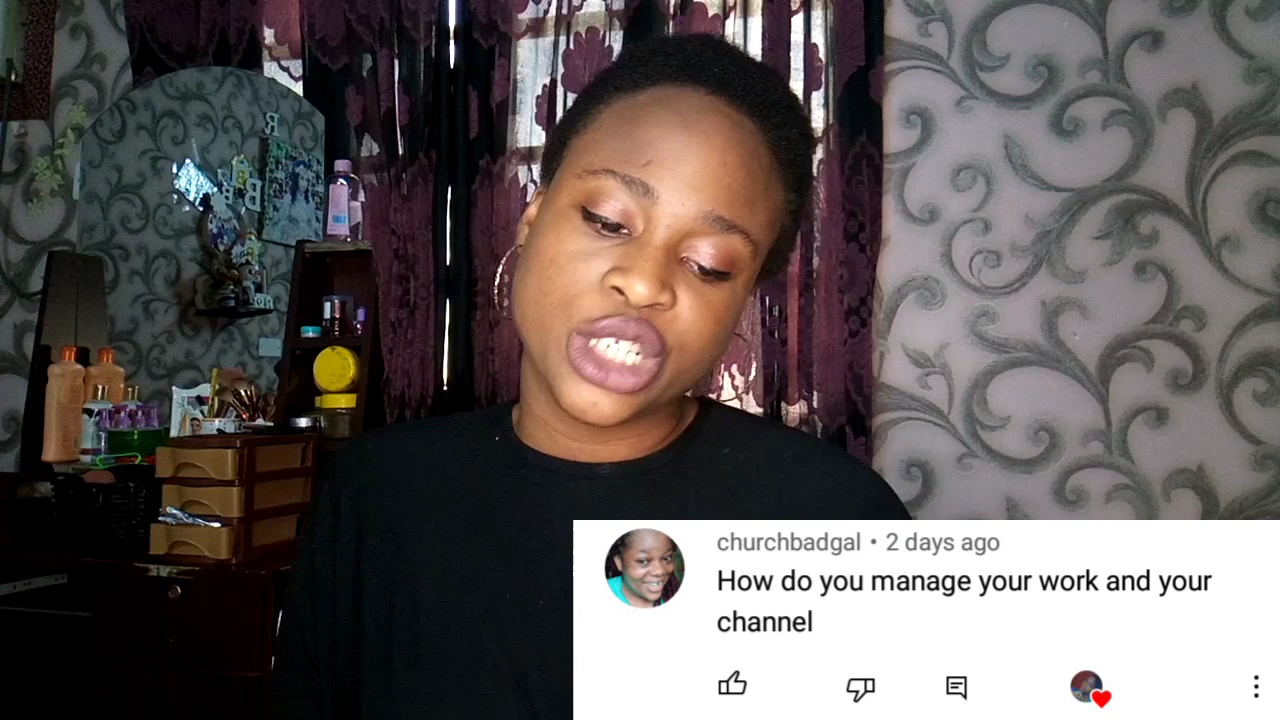 churchbadgal • 2 days ago
How do you manage your work and your
channel